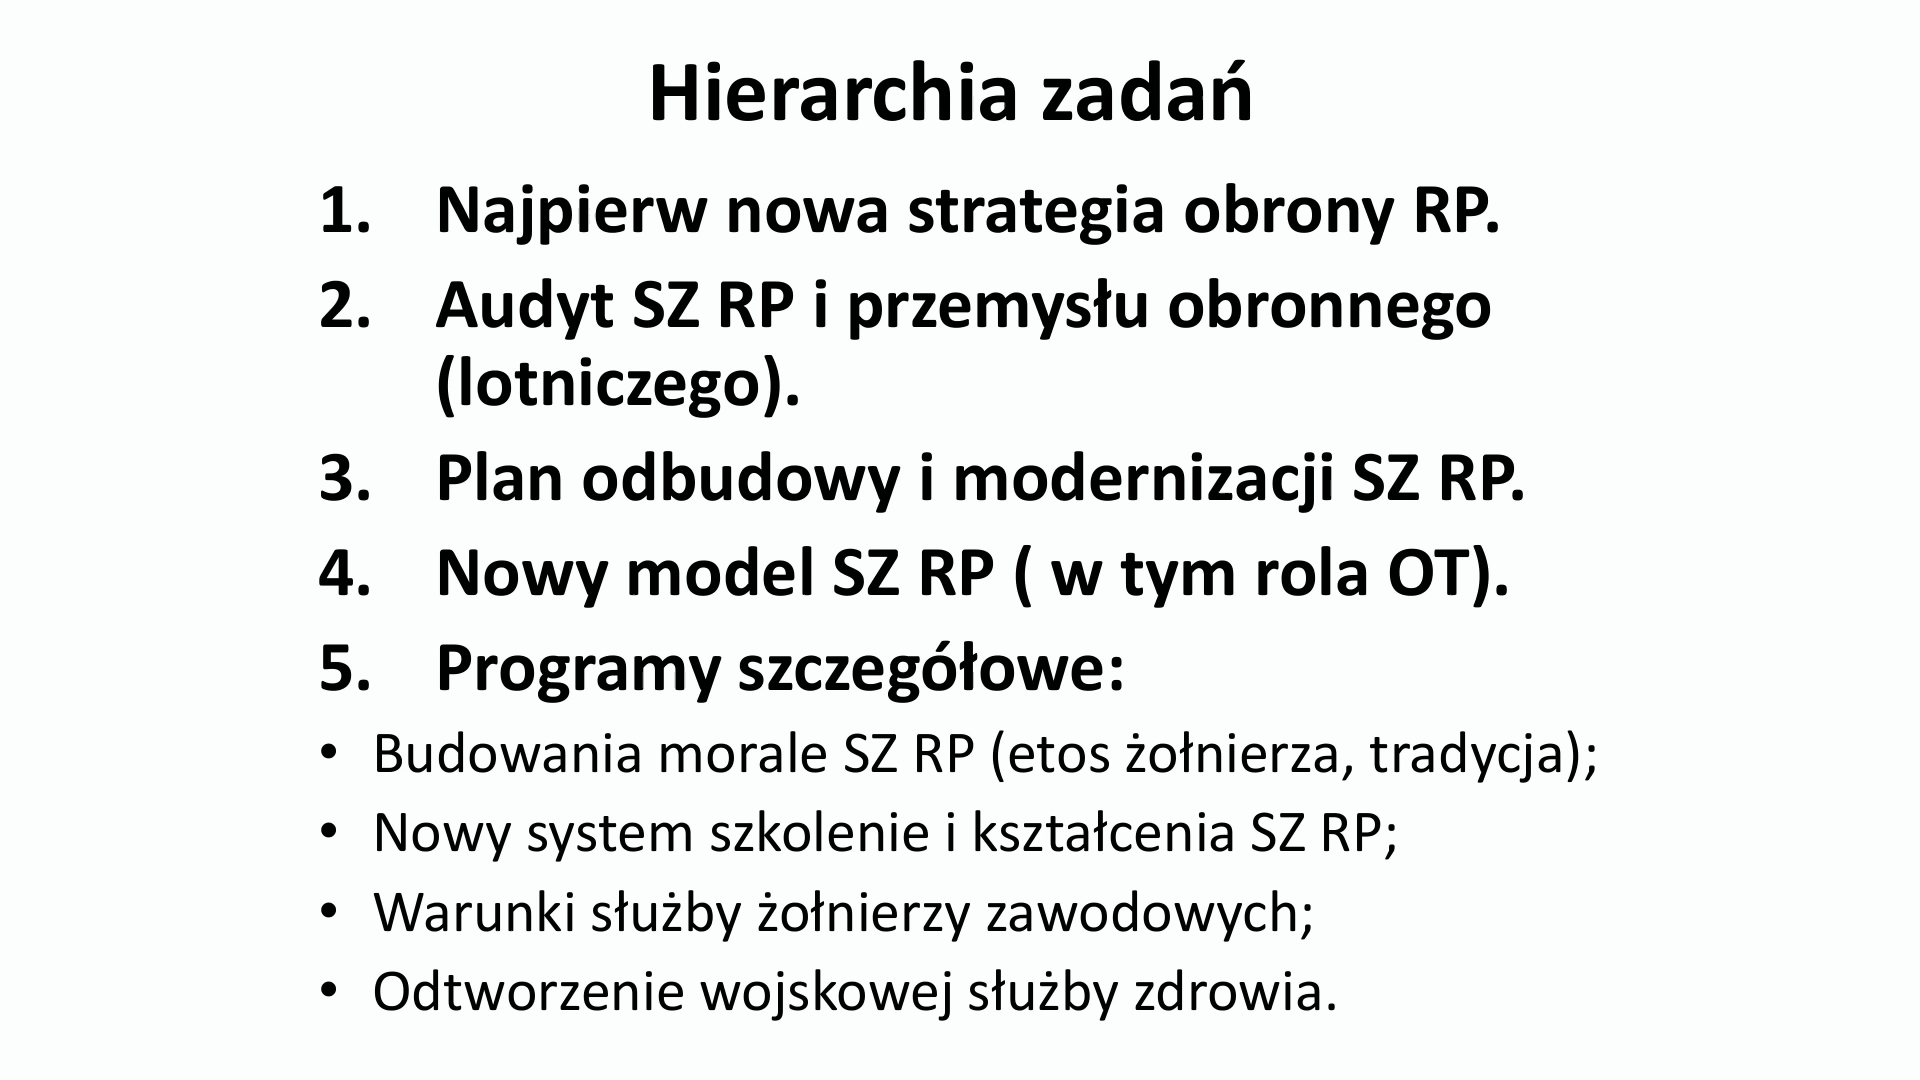 Hierarchia zadań
1. Najpierw nowa strategia obrony RP.
2. Audyt SZ RP i przemysłu obronnego
(lotniczego).
3. Plan odbudowy i modernizacji SZ RP.
4. Nowy model SZ RP ( w tym rola OT).
5. Programy szczegółowe:
• Budowania morale SZ RP (etos żołnierza, tradycja);
• Nowy system szkolenie i kształcenia SZ RP;
• Warunki służby żołnierzy zawodowych;
• Odtworzenie wojskowej służby zdrowia.